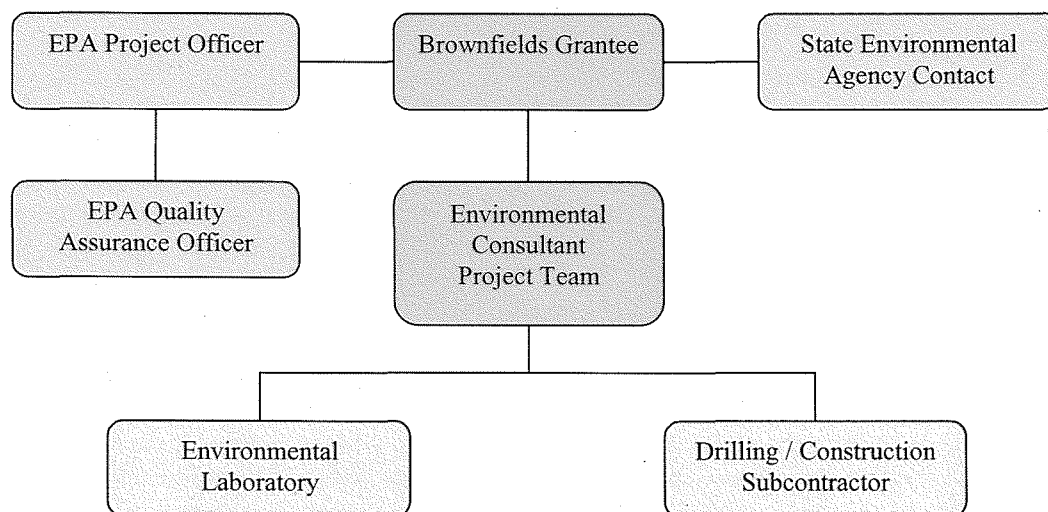 EPA Project Officer
Brownfields Grantee
State Environmental
Agency Contact
EPA Quality
Assurance Officer
Environmental
Consultant
Project Team
Environmental
Laboratory
Drilling / Construction
Subcontractor